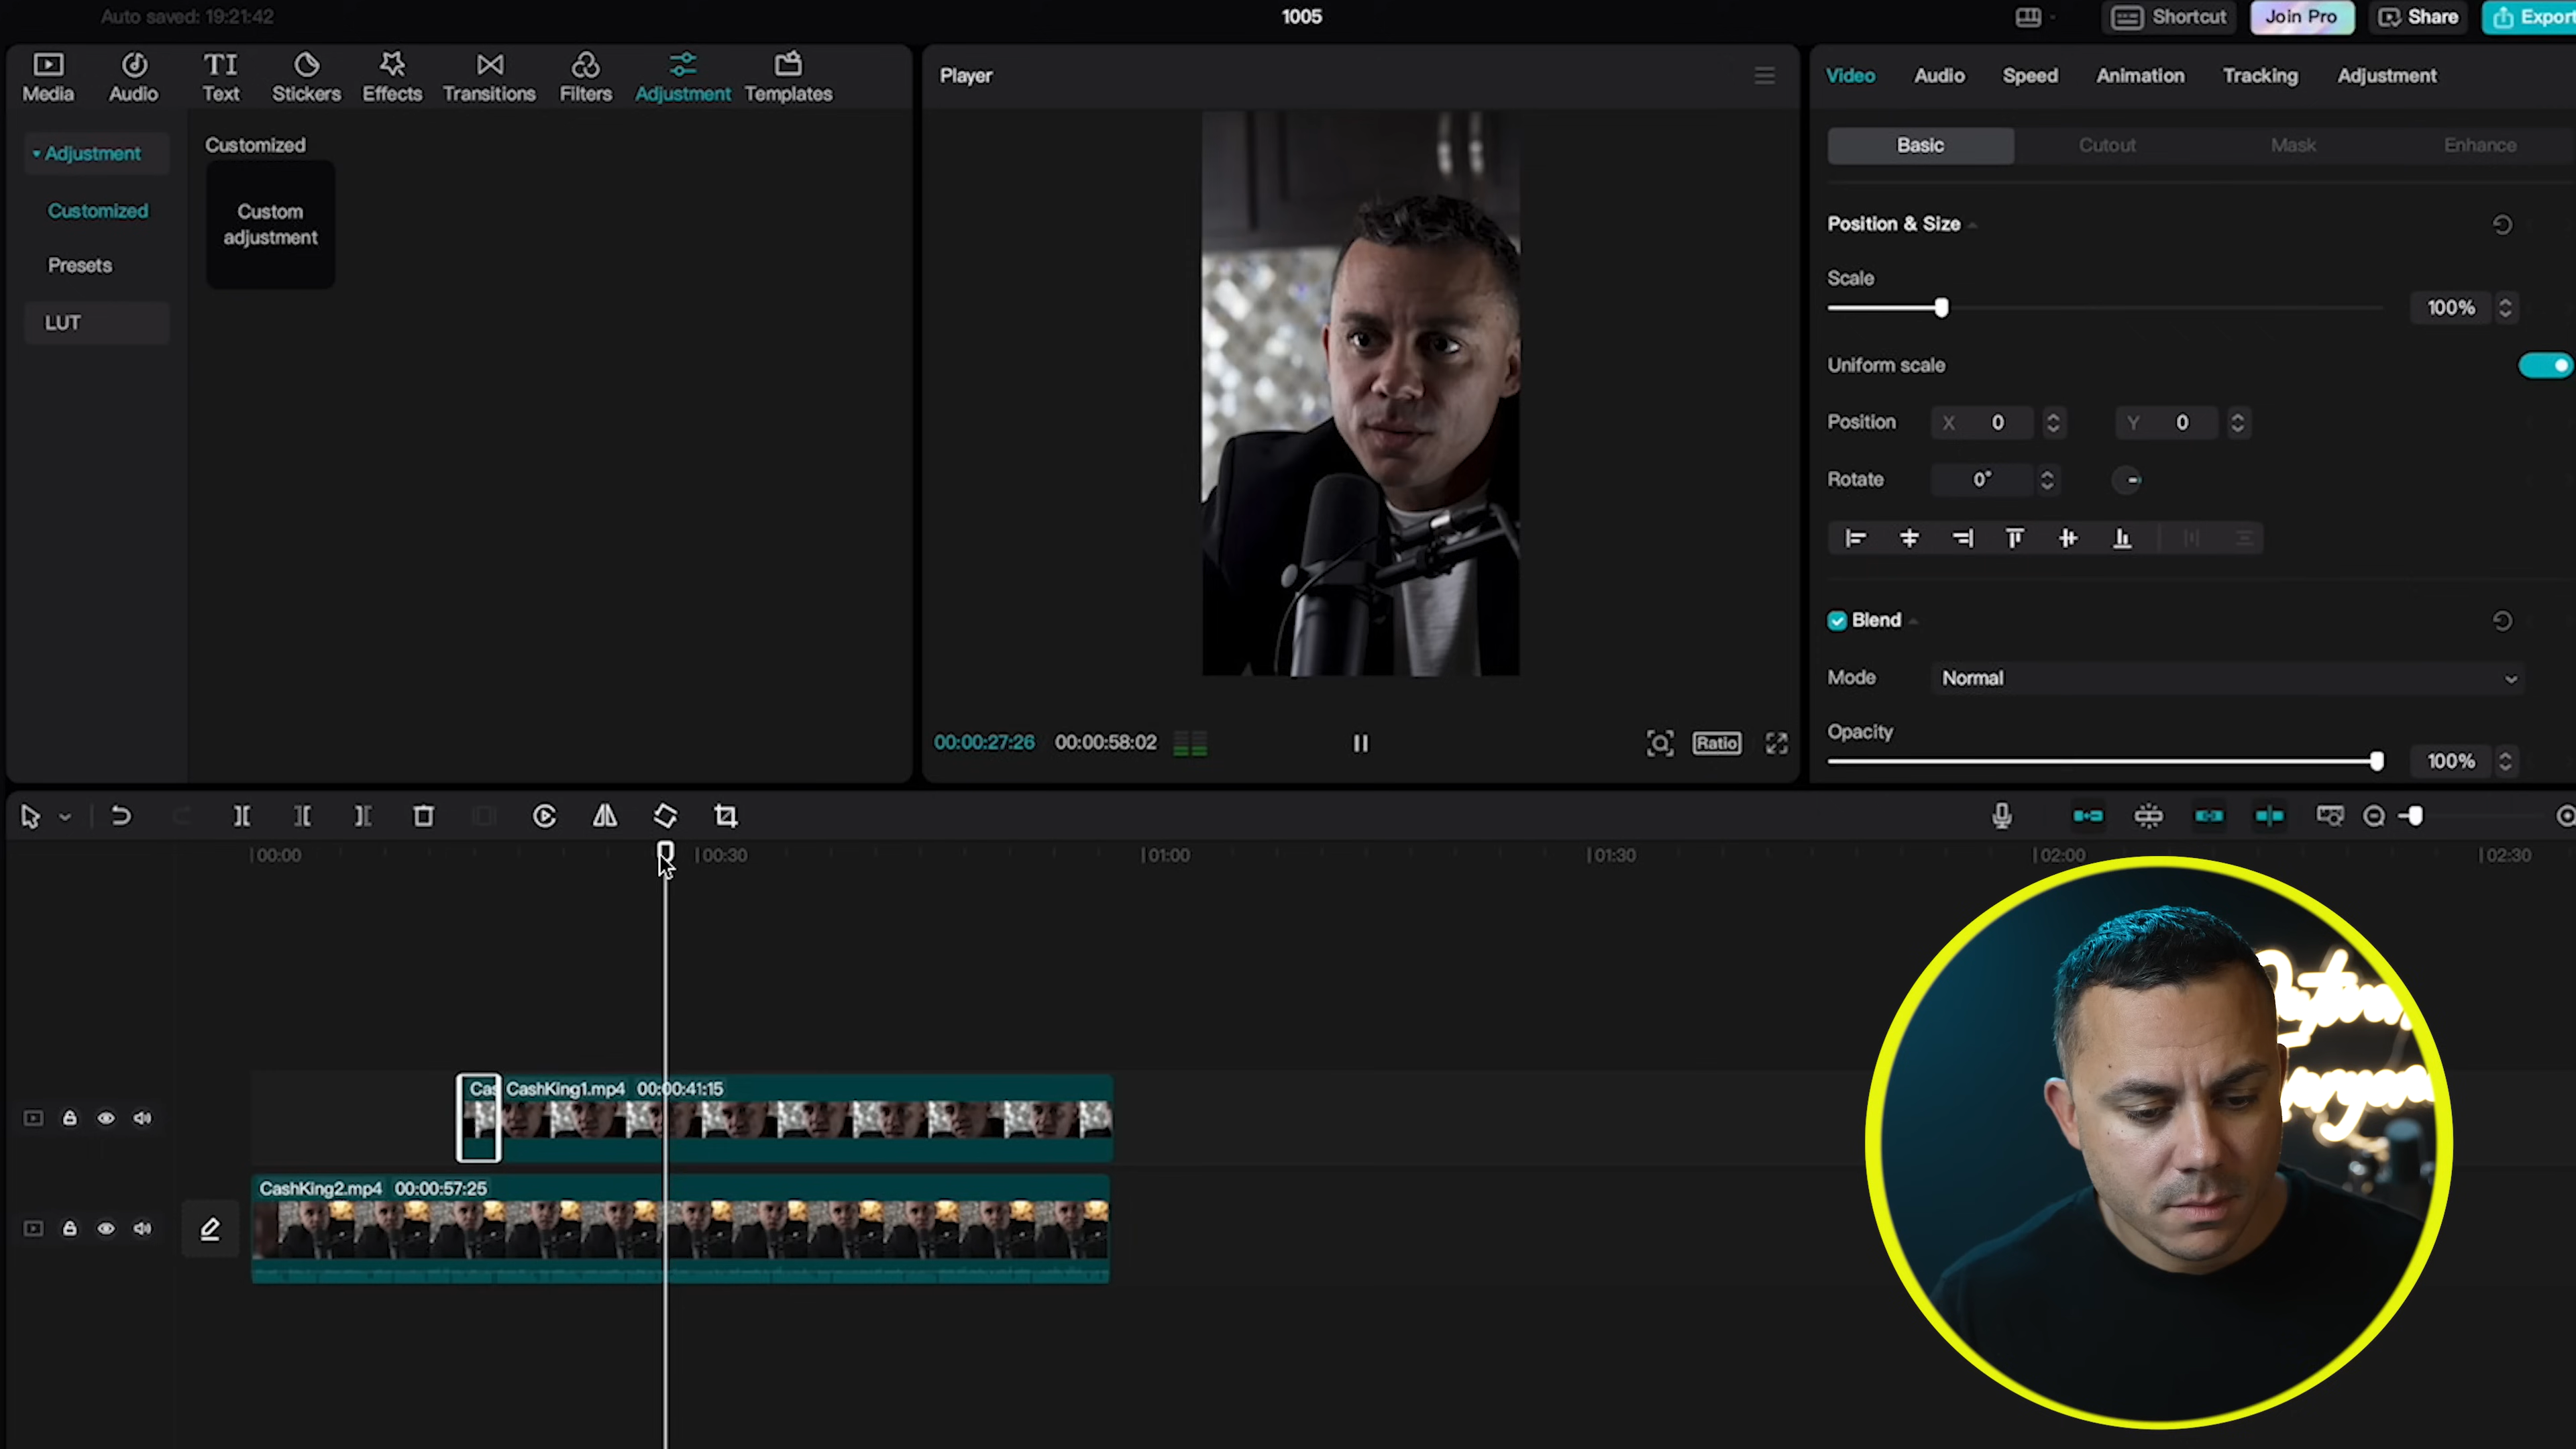 Auto saved: 19:21:42
1005
Shortcut
Join Pro
Share
Export
Media
Audio
Text
Stickers
Effects
Transitions
Filters
Adjustment
Templates
Adjustment
Customized
Presets
LUT
Customized
Custom
adjustment
Player
00:00:27:26 00:00:58:02
Ratio
Video
Audio
Speed
Animation
Tracking
Adjustment
Basic
Cutout
Mask
Enhance
Position & Size
Scale
100%
Uniform scale
Position X 0 Y 0
Rotate 0°
Blend
Mode Normal
Opacity
100%
00:00
00:30
01:00
01:30
02:00
02:30
Cas
CashKing1.mp4 00:00:41:15
CashKing2.mp4 00:00:57:25